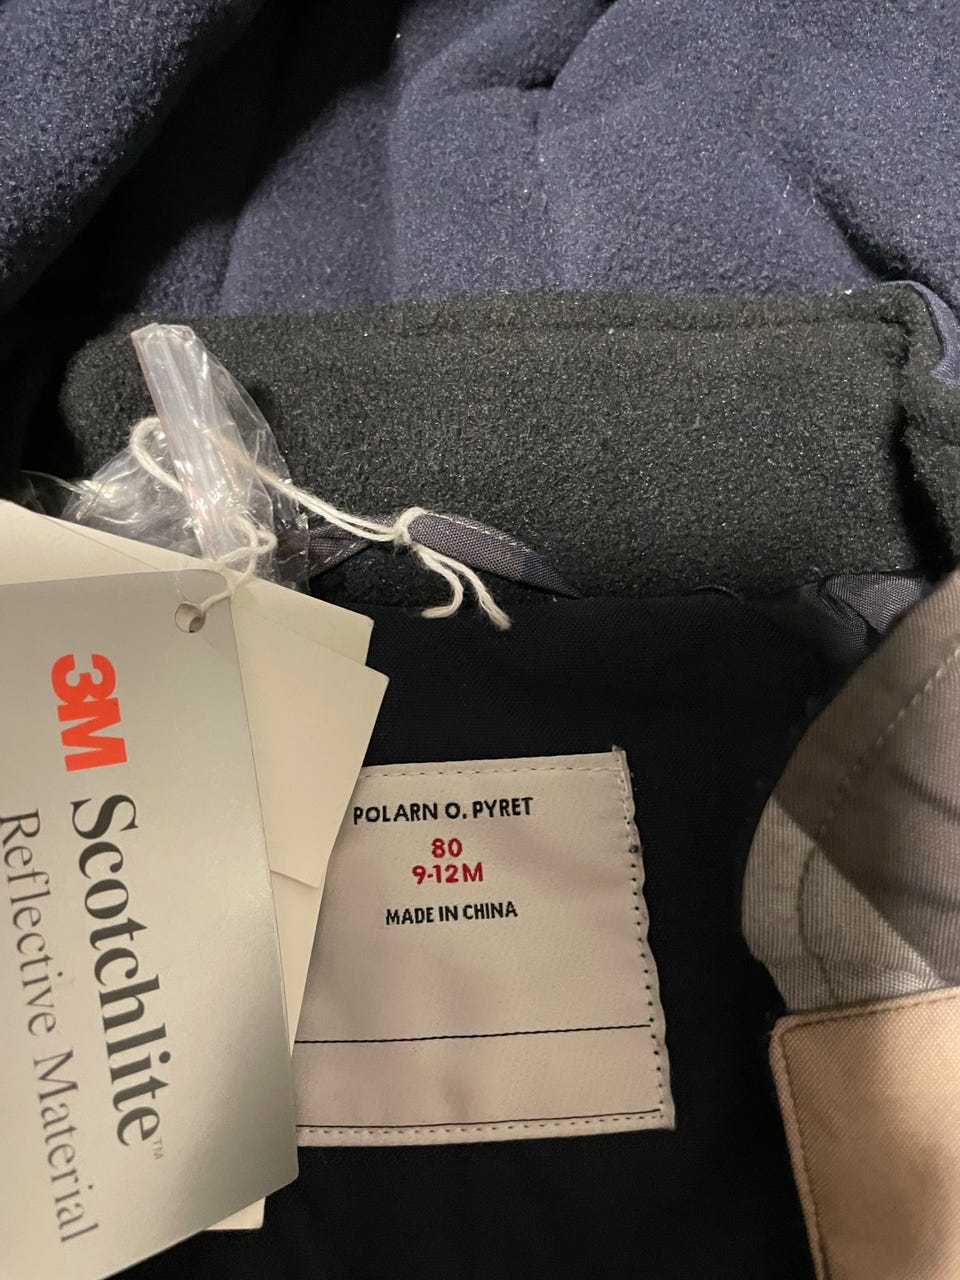 3M
Scotchlite™
Reflective Material
POLARN O. PYRET
80
9-12M
MADE IN CHINA